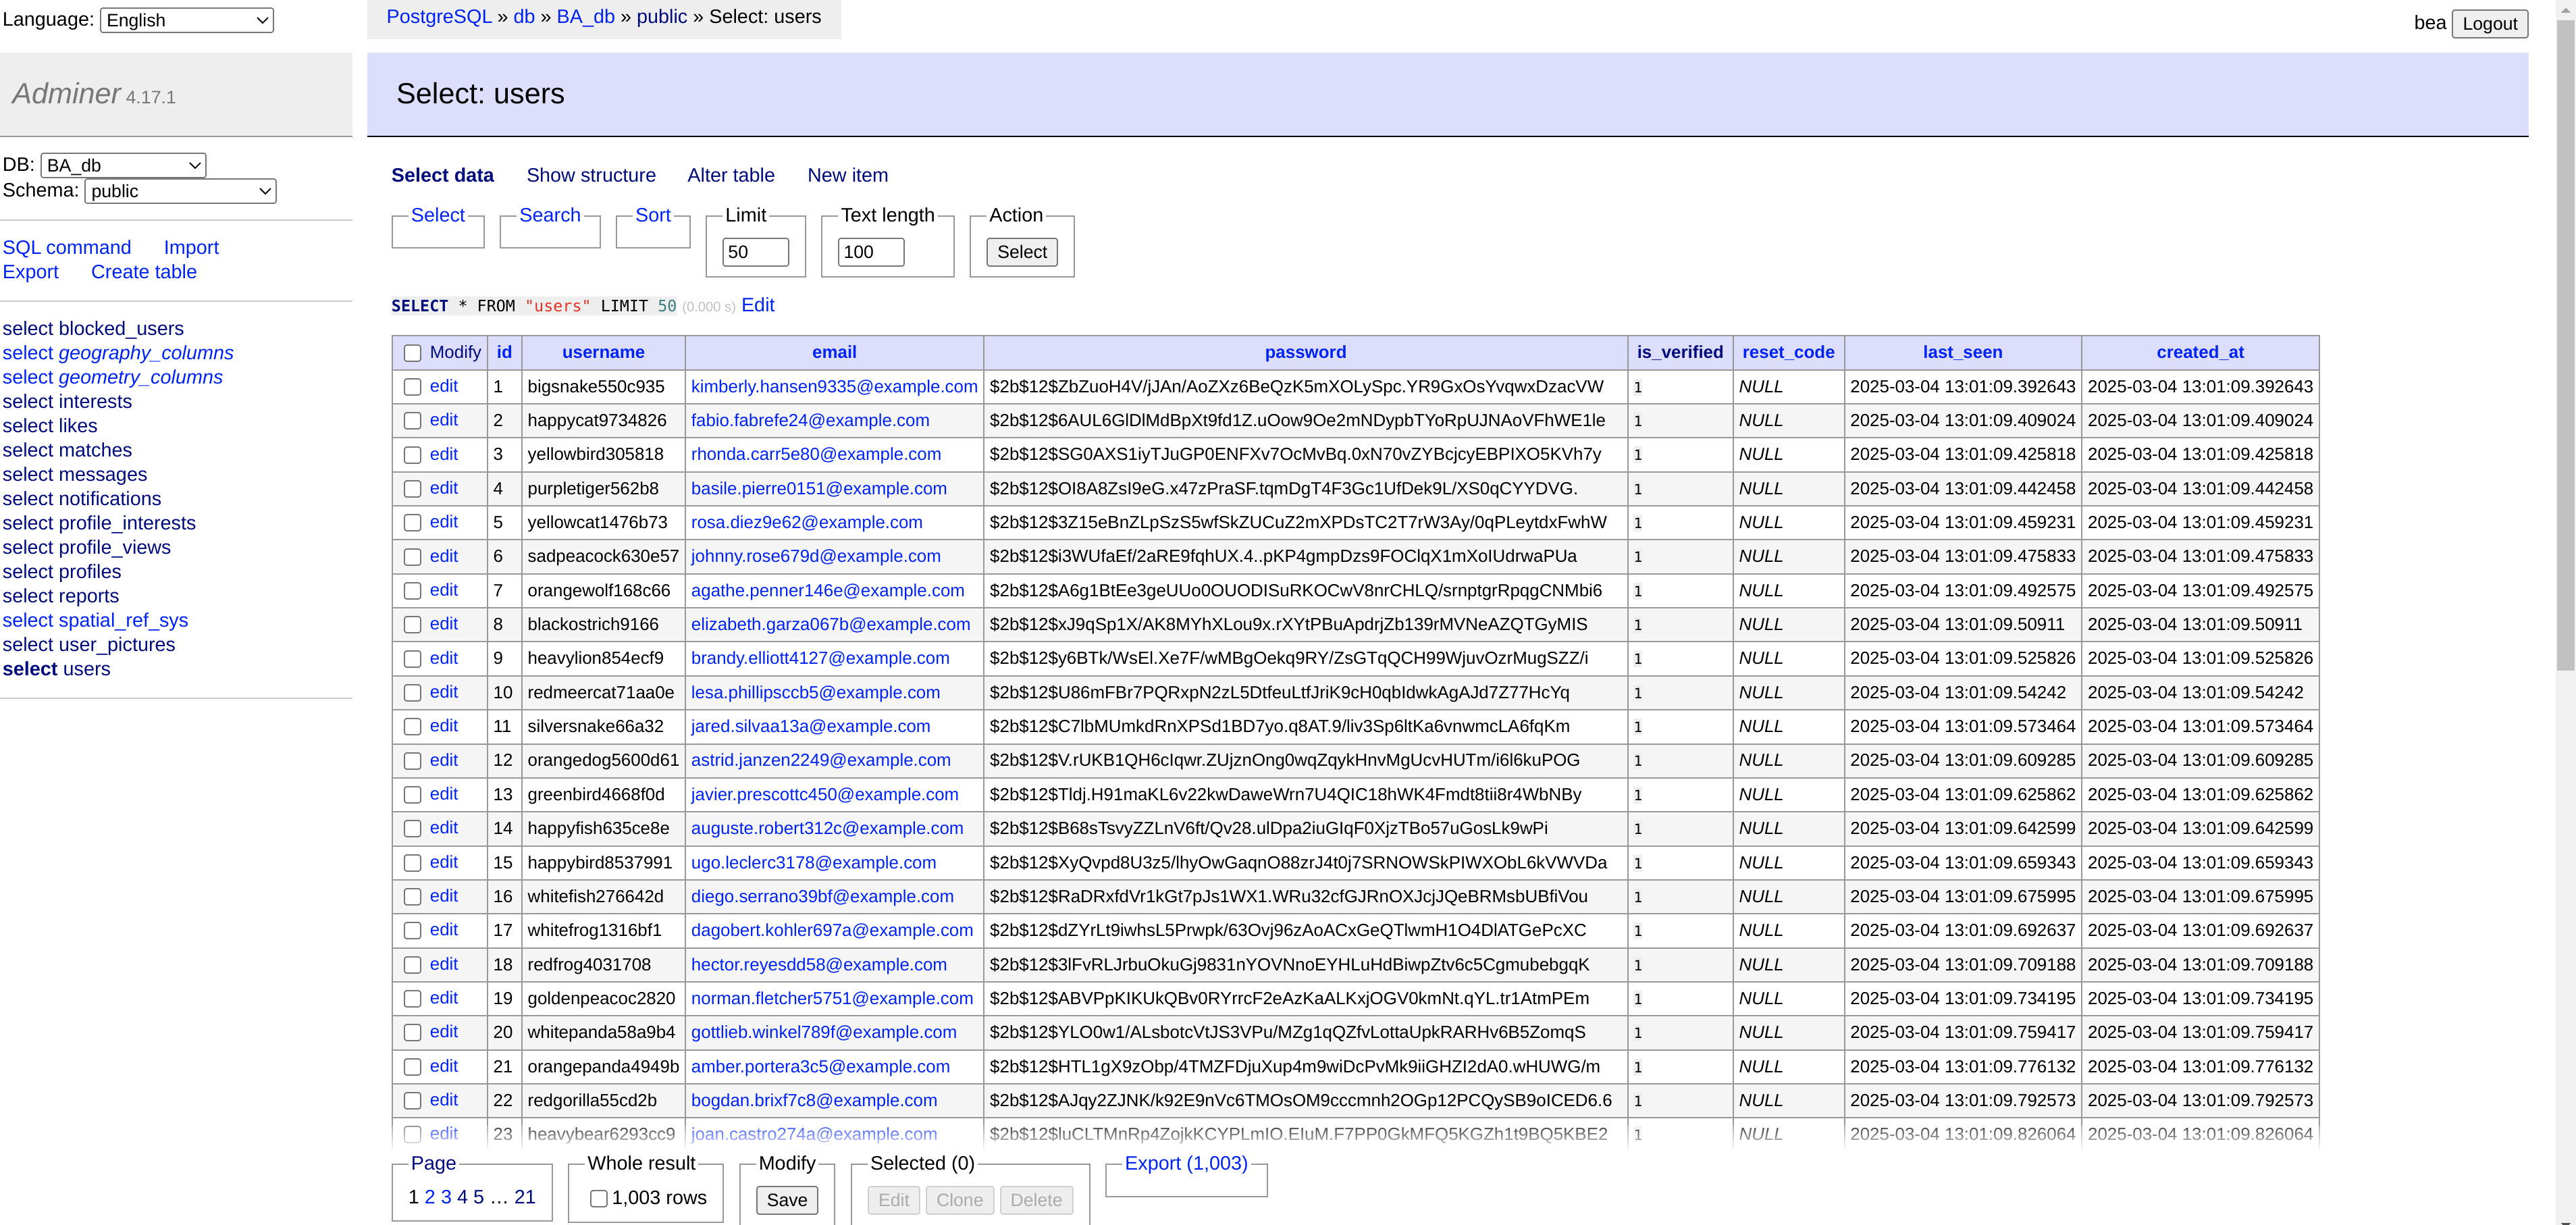 Language: English
PostgreSQL » db » BA_db » public » Select: users
bea Logout
Adminer 4.17.1
Select: users
DB: BA_db
Schema: public
SQL command Import
Export Create table
select blocked_users
select geography_columns
select geometry_columns
select interests
select likes
select matches
select messages
select notifications
select profile_interests
select profile_views
select profiles
select reports
select spatial_ref_sys
select user_pictures
select users
Select data Show structure Alter table New item
Select Search Sort Limit Text length Action
50 100 Select
SELECT * FROM "users" LIMIT 50 (0.000 s) Edit
Modify id username email password is_verified reset_code last_seen created_at
edit 1 bigsnake550c935 kimberly.hansen9335@example.com $2b$12$ZbZuoH4V/jJAn/AoZXz6BeQzK5mXOLySpc.YR9GxOsYvqwxDzacVW 1 NULL 2025-03-04 13:01:09.392643 2025-03-04 13:01:09.392643
edit 2 happycat9734826 fabio.fabrefe24@example.com $2b$12$6AUL6GlDlMdBpXt9fd1Z.uOow9Oe2mNDypbTYoRpUJNAoVFhWE1le 1 NULL 2025-03-04 13:01:09.409024 2025-03-04 13:01:09.409024
edit 3 yellowbird305818 rhonda.carr5e80@example.com $2b$12$SG0AXS1iyTJuGP0ENFXv7OcMvBq.0xN70vZYBcjcyEBPIXO5KVh7y 1 NULL 2025-03-04 13:01:09.425818 2025-03-04 13:01:09.425818
edit 4 purpletiger562b8 basile.pierre0151@example.com $2b$12$OI8A8ZsI9eG.x47zPraSF.tqmDgT4F3Gc1UfDek9L/XS0qCYYDVG. 1 NULL 2025-03-04 13:01:09.442458 2025-03-04 13:01:09.442458
edit 5 yellowcat1476b73 rosa.diez9e62@example.com $2b$12$3Z15eBnZLpSzS5wfSkZUCuZ2mXPDsTC2T7rW3Ay/0qPLeytdxFwhW 1 NULL 2025-03-04 13:01:09.459231 2025-03-04 13:01:09.459231
edit 6 sadpeacock630e57 johnny.rose679d@example.com $2b$12$i3WUfaEf/2aRE9fqhUX.4..pKP4gmpDzs9FOClqX1mXoIUdrwaPUa 1 NULL 2025-03-04 13:01:09.475833 2025-03-04 13:01:09.475833
edit 7 orangewolf168c66 agathe.penner146e@example.com $2b$12$A6g1BtEe3geUUo0OUODISuRKOCwV8nrCHLQ/srnptgrRpqgCNMbi6 1 NULL 2025-03-04 13:01:09.492575 2025-03-04 13:01:09.492575
edit 8 blackostrich9166 elizabeth.garza067b@example.com $2b$12$xJ9qSp1X/AK8MYhXLou9x.rXYtPBuApdrjZb139rMVNeAZQTGyMIS 1 NULL 2025-03-04 13:01:09.50911 2025-03-04 13:01:09.50911
edit 9 heavylion854ecf9 brandy.elliott4127@example.com $2b$12$y6BTk/WsEl.Xe7F/wMBgOekq9RY/ZsGTqQCH99WjuvOzrMugSZZ/i 1 NULL 2025-03-04 13:01:09.525826 2025-03-04 13:01:09.525826
edit 10 redmeercat71aa0e lesa.phillipsccb5@example.com $2b$12$U86mFBr7PQRxpN2zL5DtfeuLtfJriK9cH0qbIdwkAgAJd7Z77HcYq 1 NULL 2025-03-04 13:01:09.54242 2025-03-04 13:01:09.54242
edit 11 silversnake66a32 jared.silvaa13a@example.com $2b$12$C7lbMUmkdRnXPSd1BD7yo.q8AT.9/liv3Sp6ltKa6vnwmcLA6fqKm 1 NULL 2025-03-04 13:01:09.573464 2025-03-04 13:01:09.573464
edit 12 orangedog5600d61 astrid.janzen2249@example.com $2b$12$V.rUKB1QH6cIqwr.ZUjznOng0wqZqykHnvMgUcvHUTm/i6l6kuPOG 1 NULL 2025-03-04 13:01:09.609285 2025-03-04 13:01:09.609285
edit 13 greenbird4668f0d javier.prescottc450@example.com $2b$12$Tldj.H91maKL6v22kwDaweWrn7U4QIC18hWK4Fmdt8tii8r4WbNBy 1 NULL 2025-03-04 13:01:09.625862 2025-03-04 13:01:09.625862
edit 14 happyfish635ce8e auguste.robert312c@example.com $2b$12$B68sTsvyZZLnV6ft/Qv28.ulDpa2iuGIqF0XjzTBo57uGosLk9wPi 1 NULL 2025-03-04 13:01:09.642599 2025-03-04 13:01:09.642599
edit 15 happybird8537991 ugo.leclerc3178@example.com $2b$12$XyQvpd8U3z5/lhyOwGaqnO88zrJ4t0j7SRNOWSkPIWXObL6kVWVDa 1 NULL 2025-03-04 13:01:09.659343 2025-03-04 13:01:09.659343
edit 16 whitefish276642d diego.serrano39bf@example.com $2b$12$RaDRxfdVr1kGt7pJs1WX1.WRu32cfGJRnOXJcjJQeBRMsbUBfiVou 1 NULL 2025-03-04 13:01:09.675995 2025-03-04 13:01:09.675995
edit 17 whitefrog1316bf1 dagobert.kohler697a@example.com $2b$12$dZYrLt9iwhsL5Prwpk/63Ovj96zAoACxGeQTlwmH1O4DlATGePcXC 1 NULL 2025-03-04 13:01:09.692637 2025-03-04 13:01:09.692637
edit 18 redfrog4031708 hector.reyesdd58@example.com $2b$12$3lFvRLJrbuOkuGj9831nYOVNnoEYHLuHdBiwpZtv6c5Cgmubebgqk 1 NULL 2025-03-04 13:01:09.709188 2025-03-04 13:01:09.709188
edit 19 goldenpeacoc2820 norman.fletcher5751@example.com $2b$12$ABVPpKIKUkQBv0RYrrcF2eAzKaALKxjOGV0kmNt.qYL.tr1AtmPEm 1 NULL 2025-03-04 13:01:09.734195 2025-03-04 13:01:09.734195
edit 20 whitepanda58a9b4 gottlieb.winkel789f@example.com $2b$12$YLO0w1/ALsbotcVtJS3VPu/MZg1qQZfvLottaUpkRARHv6B5ZomqS 1 NULL 2025-03-04 13:01:09.759417 2025-03-04 13:01:09.759417
edit 21 orangepanda4949b amber.portera3c5@example.com $2b$12$HTL1gX9zObp/4TMZFDjuXup4m9wiDcPvMk9iiGHZI2dA0.wHUWG/m 1 NULL 2025-03-04 13:01:09.776132 2025-03-04 13:01:09.776132
edit 22 redgorilla55cd2b bogdan.brixf7c8@example.com $2b$12$AJqy2ZJNK/k92E9nVc6TMOsOM9cccmnh2OGp12PCQySB9oICED6.6 1 NULL 2025-03-04 13:01:09.792573 2025-03-04 13:01:09.792573
edit 23 heavybear6293cc9 joan.castro274a@example.com $2b$12$luCLTMnRp4ZojkKCYPLmIO.EIuM.F7PP0GkMFQ5KGZh1t9BQ5KBE2 1 NULL 2025-03-04 13:01:09.826064 2025-03-04 13:01:09.826064
Page Whole result Modify Selected (0) Export (1,003)
1 2 3 4 5 … 21 1,003 rows Save Edit Clone Delete